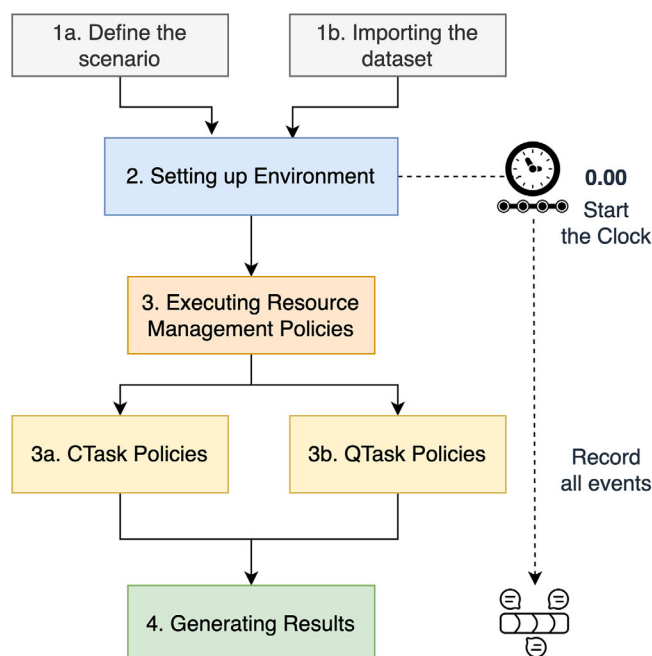 1a. Define the
scenario
1b. Importing the
dataset
2. Setting up Environment
0.00
Start
the Clock
3. Executing Resource
Management Policies
3a. CTask Policies
3b. QTask Policies
Record
all events
4. Generating Results